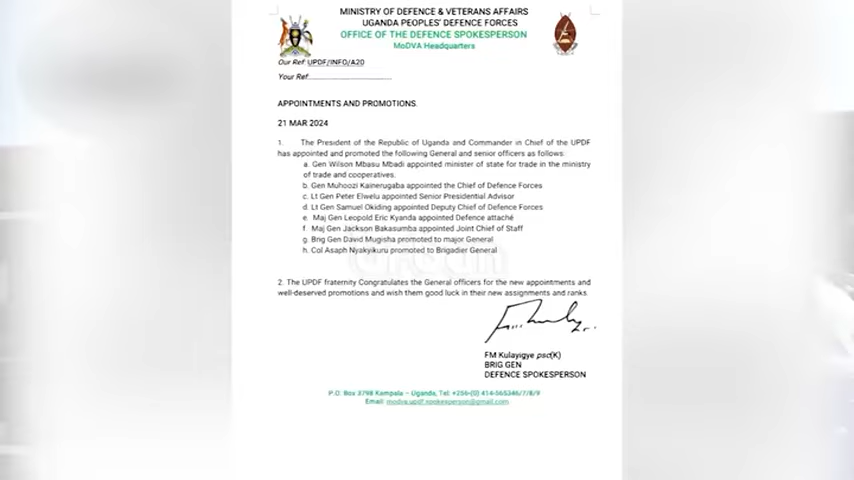 MINISTRY OF DEFENCE & VETERANS AFFAIRS
UGANDA PEOPLES' DEFENCE FORCES
OFFICE OF THE DEFENCE SPOKESPERSON
MoDVA Headquarters
Our Ref: UPDF/INFO/A20
Your Ref:
APPOINTMENTS AND PROMOTIONS.
21 MAR 2024
1. The President of the Republic of Uganda and Commander in Chief of the UPDF
has appointed and promoted the following General and senior officers as follows:
a. Gen Wilson Mbasu Mbadi appointed minister of state for trade in the ministry
of trade and cooperatives.
b. Gen Muhoozi Kainerugaba appointed the Chief of Defence Forces
c. Lt Gen Peter Elwelu appointed Senior Presidential Advisor
d. Lt Gen Samuel Okiding appointed Deputy Chief of Defence Forces
e. Maj Gen Leopold Eric Kyanda appointed Defence attaché
f. Maj Gen Jackson Bakasumba appointed Joint Chief of Staff
g. Brig Gen David Mugisha promoted to major General
h. Col Asaph Nyakyikuru promoted to Brigadier General
2. The UPDF fraternity Congratulates the General officers for the new appointments and
well-deserved promotions and wish them good luck in their new assignments and ranks.
FM Kulayigye psc(K)
BRIG GEN
DEFENCE SPOKESPERSON
P.O. Box 3798 Kampala – Uganda, Tel: +256-(0) 414-565346/7/8/9
Email: modva.updf.spokesperson@gmail.com